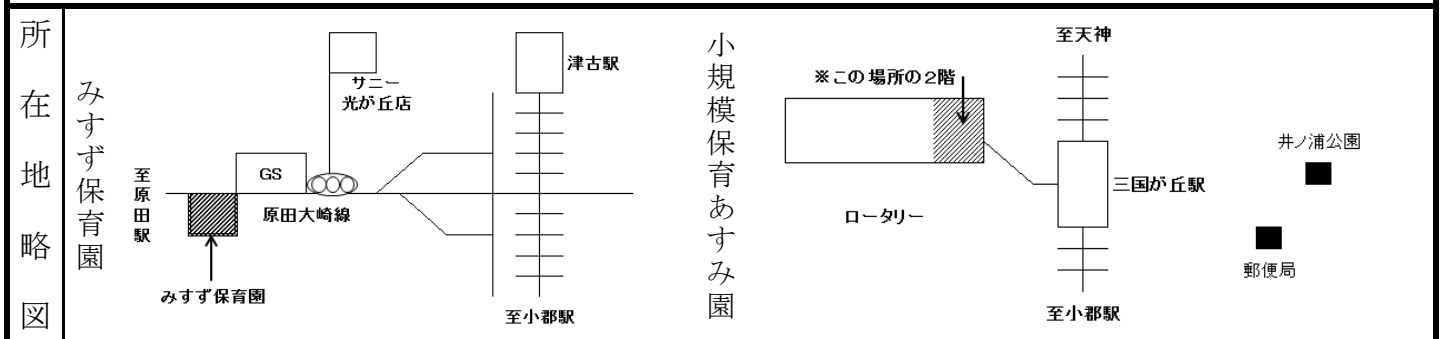 所在地略図
みすず保育園
サニー
光が丘店
津古駅
GS
至原田駅
原田大崎線
みすず保育園
至小郡駅
小規模保育あすみ園
至天神
※この場所の2階
三国が丘駅
井ノ浦公園
ロータリー
郵便局
至小郡駅